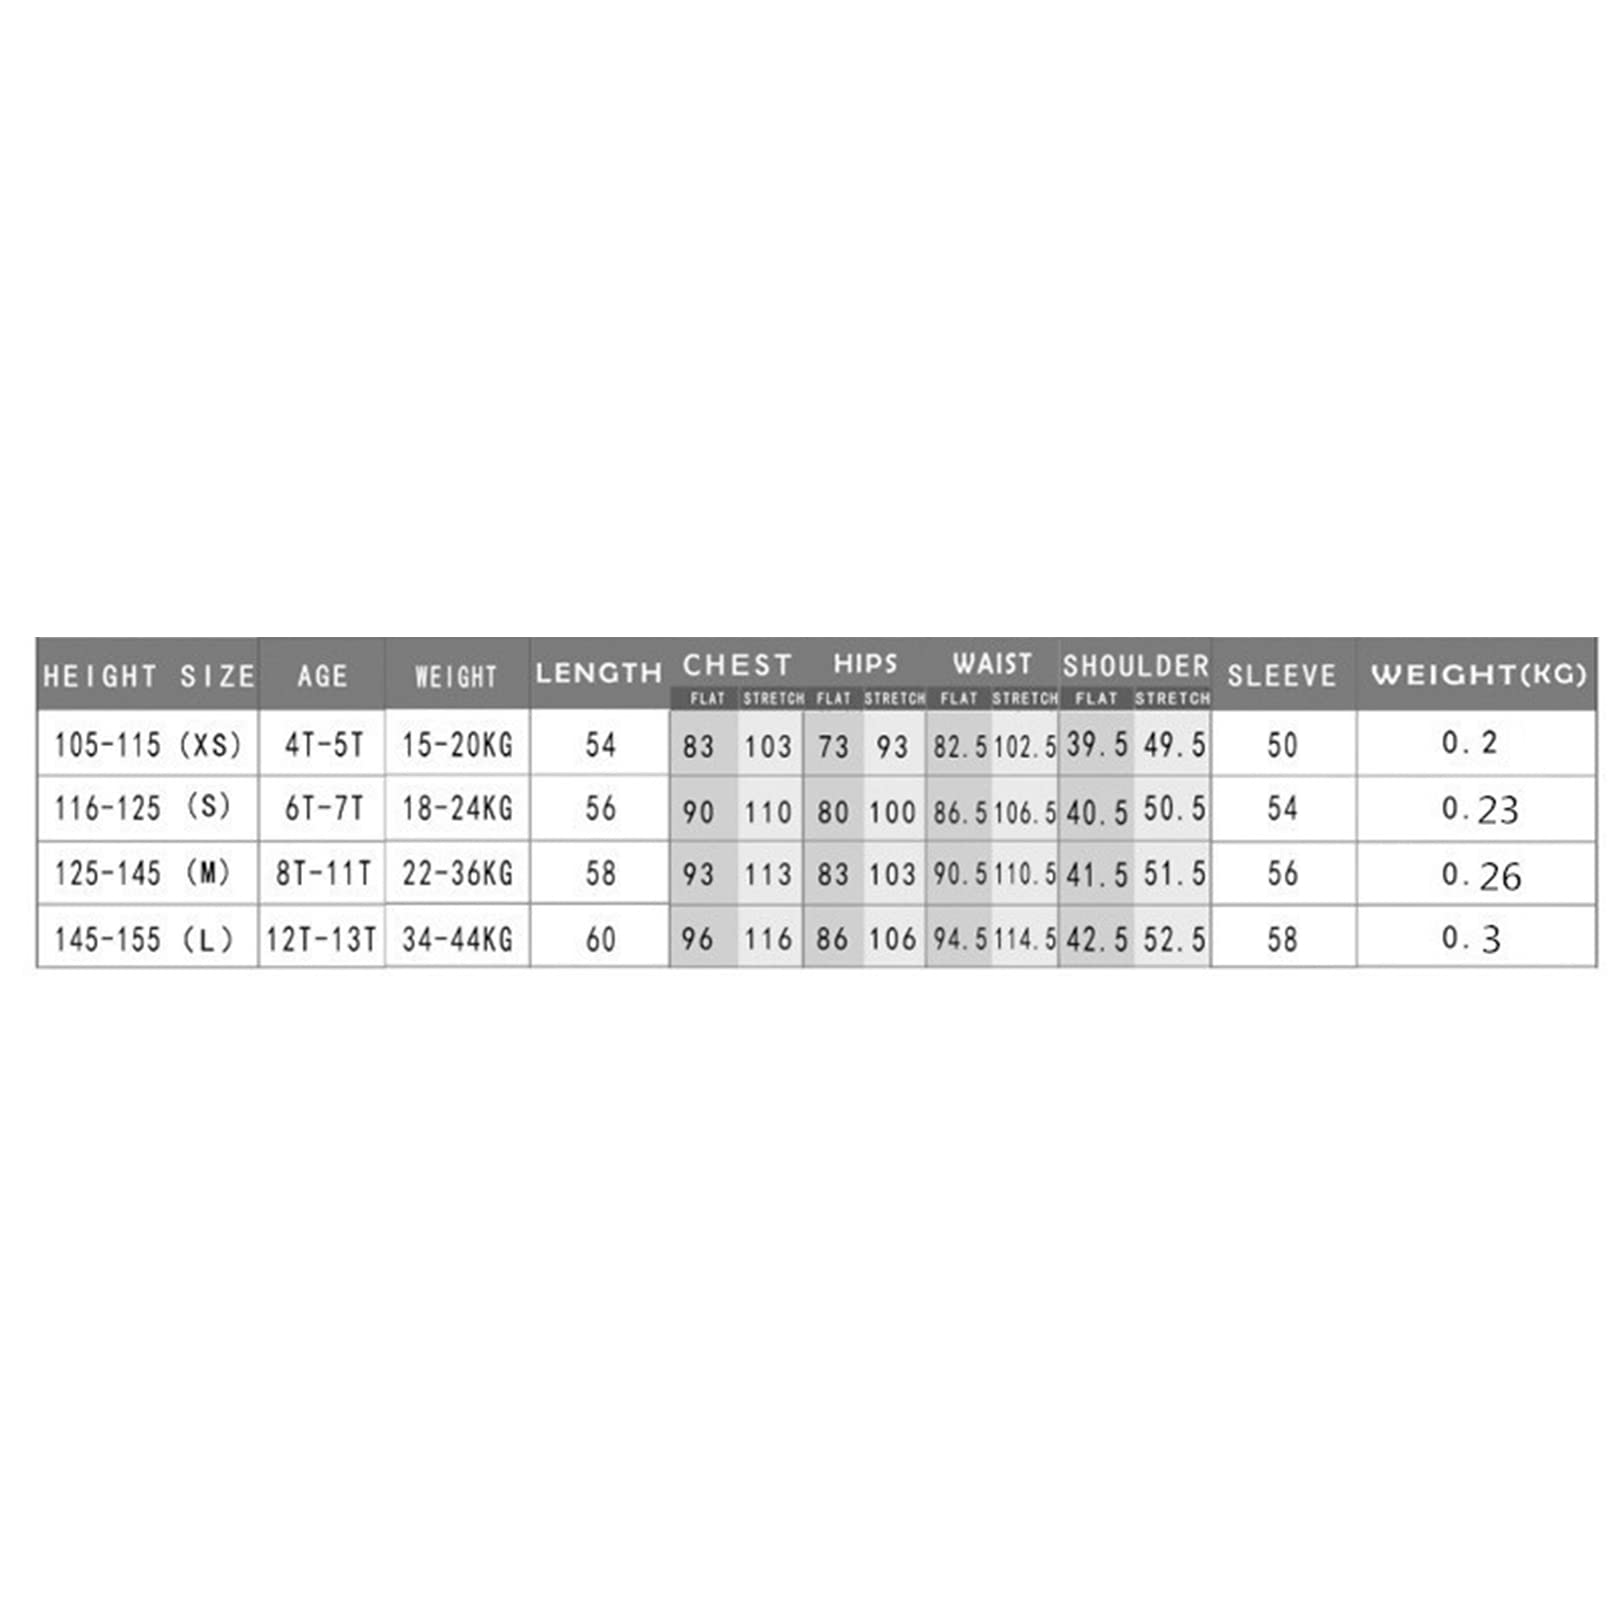 HEIGHT SIZE AGE WEIGHT LENGTH CHEST HIPS WAIST SHOULDER SLEEVE WEIGHT(KG)
FLAT STRETCH FLAT STRETCH FLAT STRETCH FLAT STRETCH
105-115 (XS) 4T-5T 15-20KG 54 83 103 73 93 82.5 102.5 39.5 49.5 50 0.2
116-125 (S) 6T-7T 18-24KG 56 90 110 80 100 86.5 106.5 40.5 50.5 54 0.23
125-145 (M) 8T-11T 22-36KG 58 93 113 83 103 90.5 110.5 41.5 51.5 56 0.26
145-155 (L) 12T-13T 34-44KG 60 96 116 86 106 94.5 114.5 42.5 52.5 58 0.3